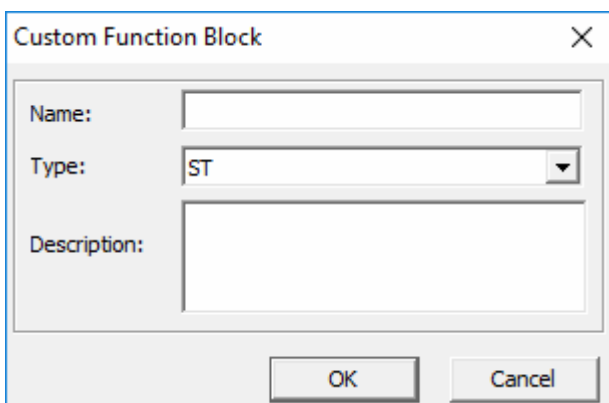 Custom Function Block
Name:
Type: ST
Description:
OK Cancel